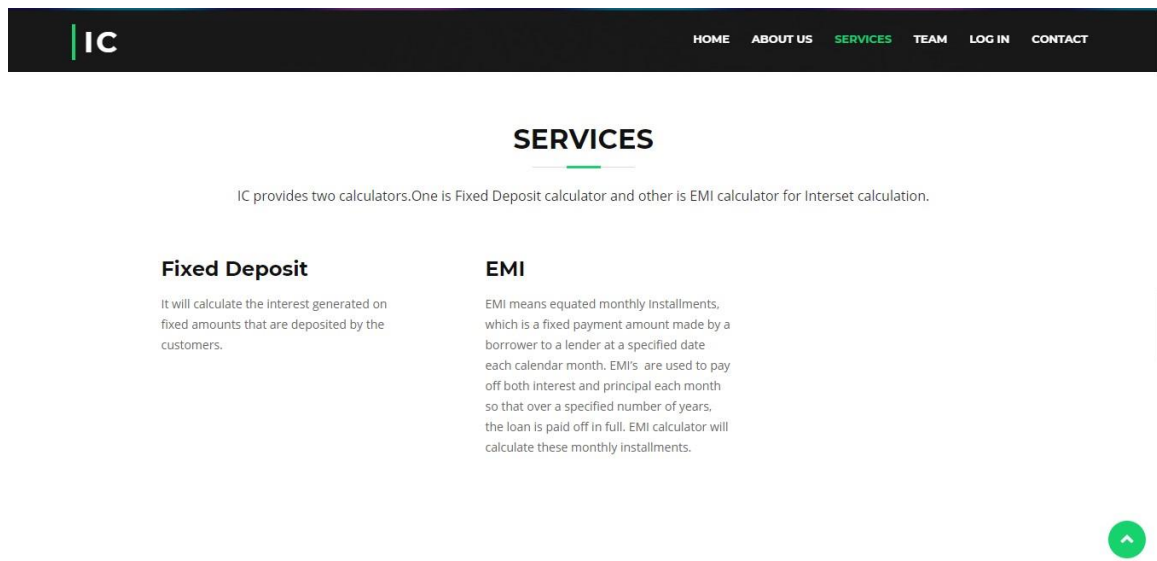 IC
HOME ABOUT US SERVICES TEAM LOG IN CONTACT
SERVICES
IC provides two calculators.One is Fixed Deposit calculator and other is EMI calculator for Interset calculation.
Fixed Deposit
It will calculate the interest generated on
fixed amounts that are deposited by the
customers.
EMI
EMI means equated monthly Installments,
which is a fixed payment amount made by a
borrower to a lender at a specified date
each calendar month. EMI's  are used to pay
off both interest and principal each month
so that over a specified number of years,
the loan is paid off in full. EMI calculator will
calculate these monthly installments.